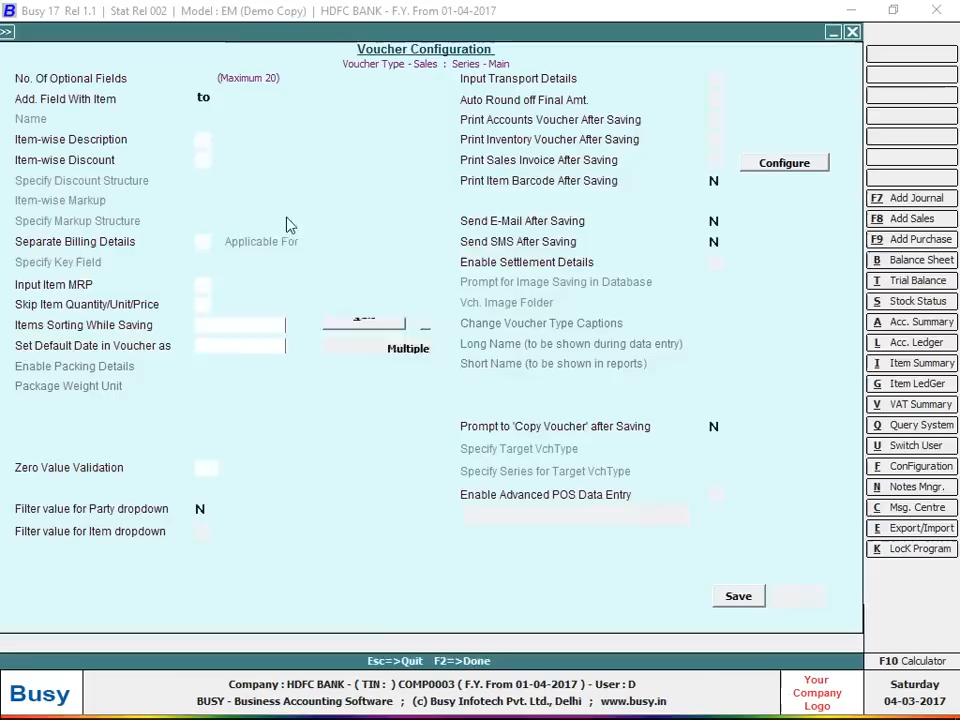 Busy 17 Rel 1.1 | Stat Rel 002 | Model : EM (Demo Copy) | HDFC BANK - F.Y. From 01-04-2017
>>
Voucher Configuration
Voucher Type - Sales : Series - Main
No. Of Optional Fields (Maximum 20)
Add. Field With Item to
Name
Item-wise Description
Item-wise Discount
Specify Discount Structure
Item-wise Markup
Specify Markup Structure
Separate Billing Details Applicable For
Specify Key Field
Input Item MRP
Skip Item Quantity/Unit/Price
Items Sorting While Saving
Set Default Date in Voucher as Multiple
Enable Packing Details
Package Weight Unit
Zero Value Validation
Filter value for Party dropdown N
Filter value for Item dropdown
Input Transport Details
Auto Round off Final Amt.
Print Accounts Voucher After Saving
Print Inventory Voucher After Saving
Print Sales Invoice After Saving Configure
Print Item Barcode After Saving N
Send E-Mail After Saving N
Send SMS After Saving N
Enable Settlement Details
Prompt for Image Saving in Database
Vch. Image Folder
Change Voucher Type Captions
Long Name (to be shown during data entry)
Short Name (to be shown in reports)
Prompt to 'Copy Voucher' after Saving N
Specify Target VchType
Specify Series for Target VchType
Enable Advanced POS Data Entry
Save
F7 Add Journal
F8 Add Sales
F9 Add Purchase
B Balance Sheet
T Trial Balance
S Stock Status
A Acc. Summary
L Acc. Ledger
I Item Summary
G Item LedGer
V VAT Summary
Q Query System
U Switch User
F ConFiguration
N Notes Mngr.
C Msg. Centre
E Export/Import
K LocK Program
Esc=>Quit F2=>Done
F10 Calculator
Busy
Company : HDFC BANK - ( TIN : ) COMP0003 ( F.Y. From 01-04-2017 ) - User : D
BUSY - Business Accounting Software ; (c) Busy Infotech Pvt. Ltd., Delhi ; www.busy.in
Your
Company
Logo
Saturday
04-03-2017